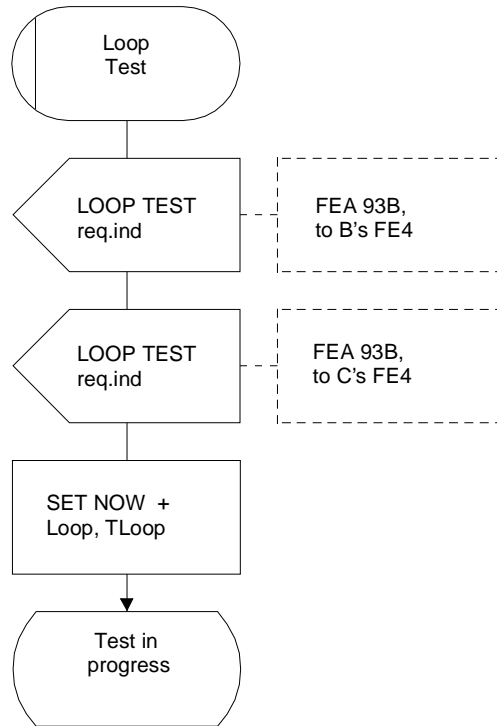 Loop
Test
LOOP TEST
req.ind
FEA 93B,
to B's FE4
LOOP TEST
req.ind
FEA 93B,
to C's FE4
SET NOW +
Loop, TLoop
Test in
progress